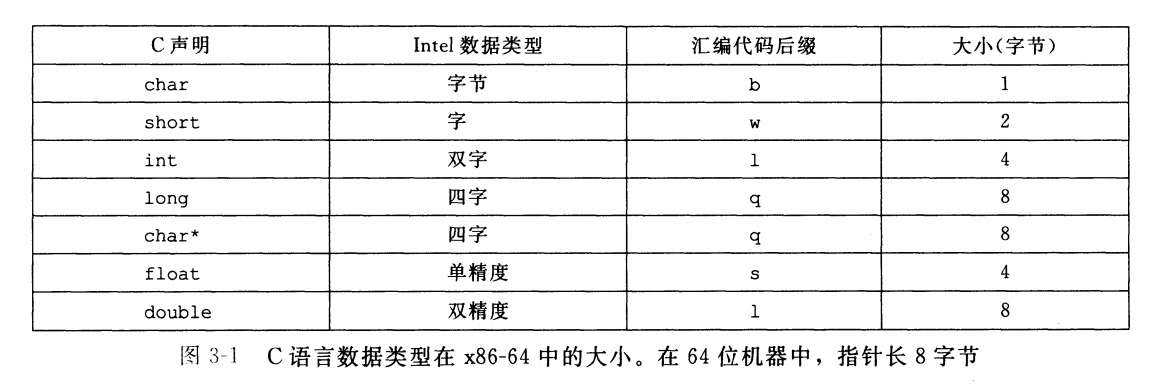 C声明 Intel 数据类型 汇编代码后缀 大小(字节)
char 字节 b 1
short 字 w 2
int 双字 l 4
long 四字 q 8
char* 四字 q 8
float 单精度 s 4
double 双精度 l 8
图 3-1 C 语言数据类型在 x86-64 中的大小。在 64 位机器中，指针长 8 字节